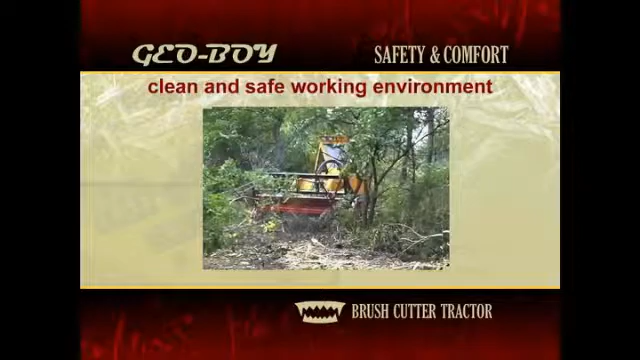 GEO-BOY
SAFETY & COMFORT
clean and safe working environment
BRUSH CUTTER TRACTOR